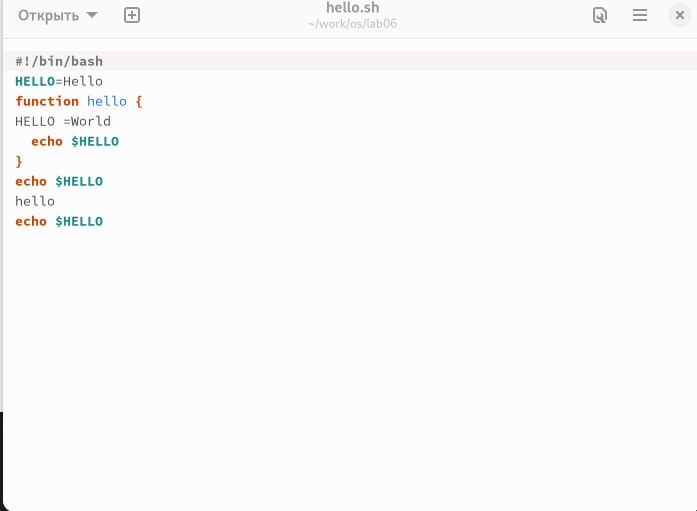 Открыть
hello.sh
~/work/os/lab06
#!/bin/bash
HELLO=Hello
function hello {
HELLO =World
  echo $HELLO
}
echo $HELLO
hello
echo $HELLO